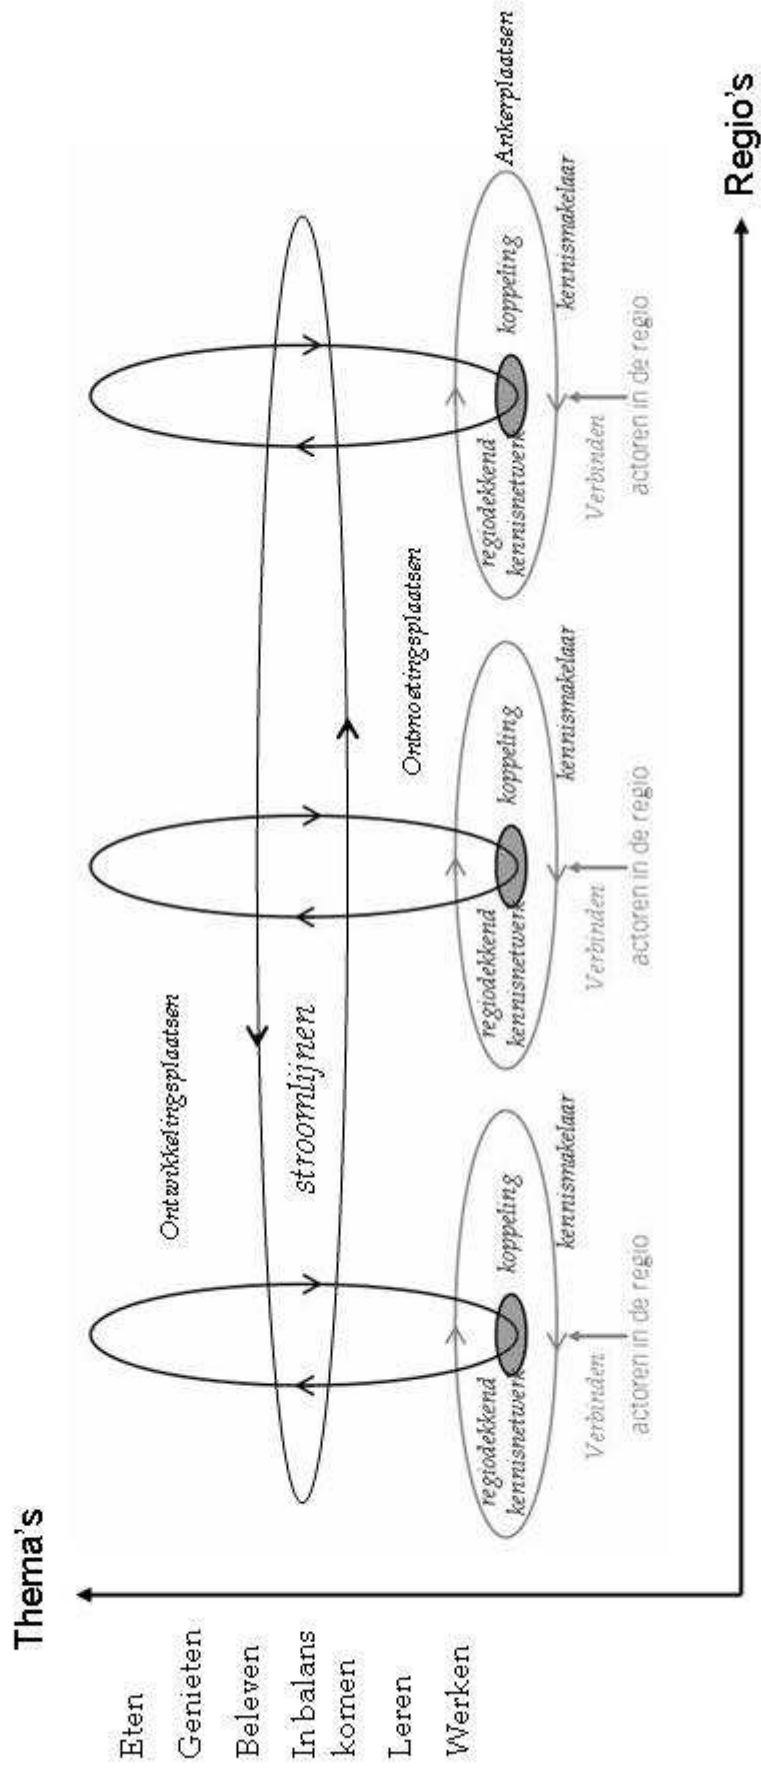 Thema's
Eten
Genieten
Beleven
In balans
komen
Leren
Werken
Ontwikkelingsplaatsen
stroomlijnen
Ontmoetingsplaatsen
Ankerplaatsen
regiodekkend
kennisnetwerk
koppeling
kennismakelaar
Verbinden
actoren in de regio
regiodekkend
kennisnetwerk
koppeling
kennismakelaar
Verbinden
actoren in de regio
regiodekkend
kennisnetwerk
koppeling
kennismakelaar
Verbinden
actoren in de regio
Regio's